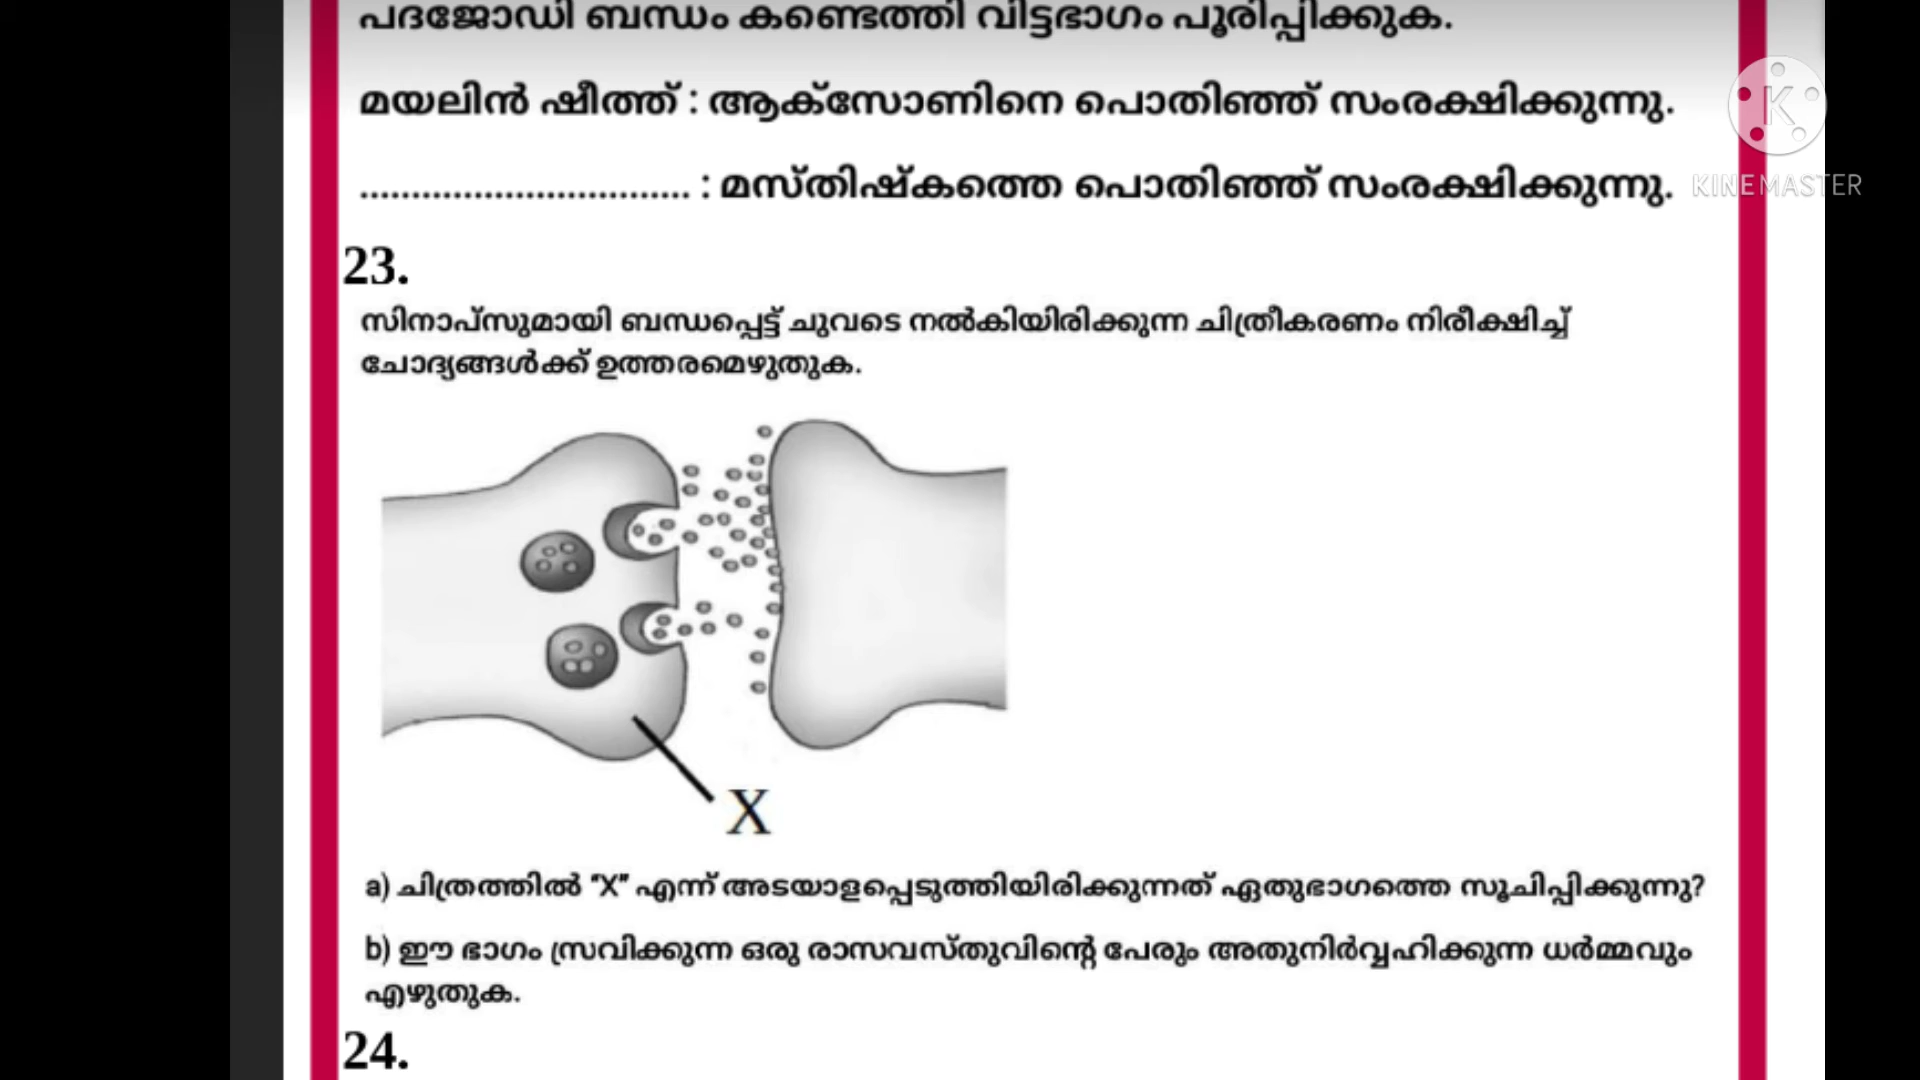 പദജോഡി ബന്ധം കണ്ടെത്തി വിട്ടഭാഗം പൂരിപ്പിക്കുക.
മയലിൻ ഷീത്ത് : ആക്സോണിനെ പൊതിഞ്ഞ് സംരക്ഷിക്കുന്നു.
................................ : മസ്തിഷ്കത്തെ പൊതിഞ്ഞ് സംരക്ഷിക്കുന്നു.
K
KINEMASTER
23.
സിനാപ്സുമായി ബന്ധപ്പെട്ട് ചുവടെ നൽകിയിരിക്കുന്ന ചിത്രീകരണം നിരീക്ഷിച്ച്
ചോദ്യങ്ങൾക്ക് ഉത്തരമെഴുതുക.
X
a) ചിത്രത്തിൽ "X" എന്ന് അടയാളപ്പെടുത്തിയിരിക്കുന്നത് ഏതുഭാഗത്തെ സൂചിപ്പിക്കുന്നു?
b) ഈ ഭാഗം സ്രവിക്കുന്ന ഒരു രാസവസ്തുവിന്റെ പേരും അതുനിർവ്വഹിക്കുന്ന ധർമ്മവും
എഴുതുക.
24.